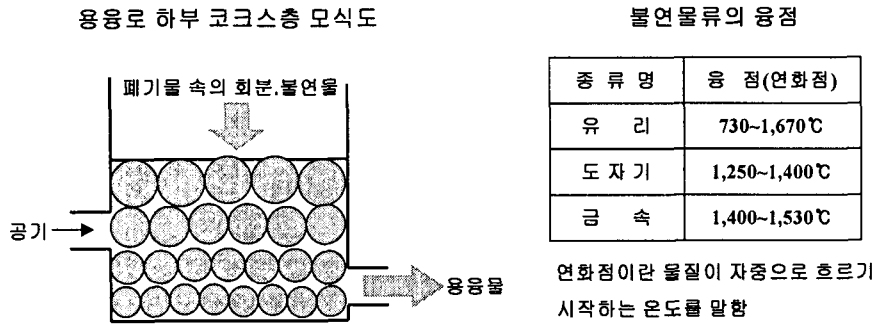 용융로 하부 코크스층 모식도
폐기물 속의 회분.불연물
공기
용융물
불연물류의 융점
종 류 명 융 점(연화점)
유 리 730~1,670℃
도 자 기 1,250~1,400℃
금 속 1,400~1,530℃
연화점이란 물질이 자중으로 흐르기
시작하는 온도를 말함